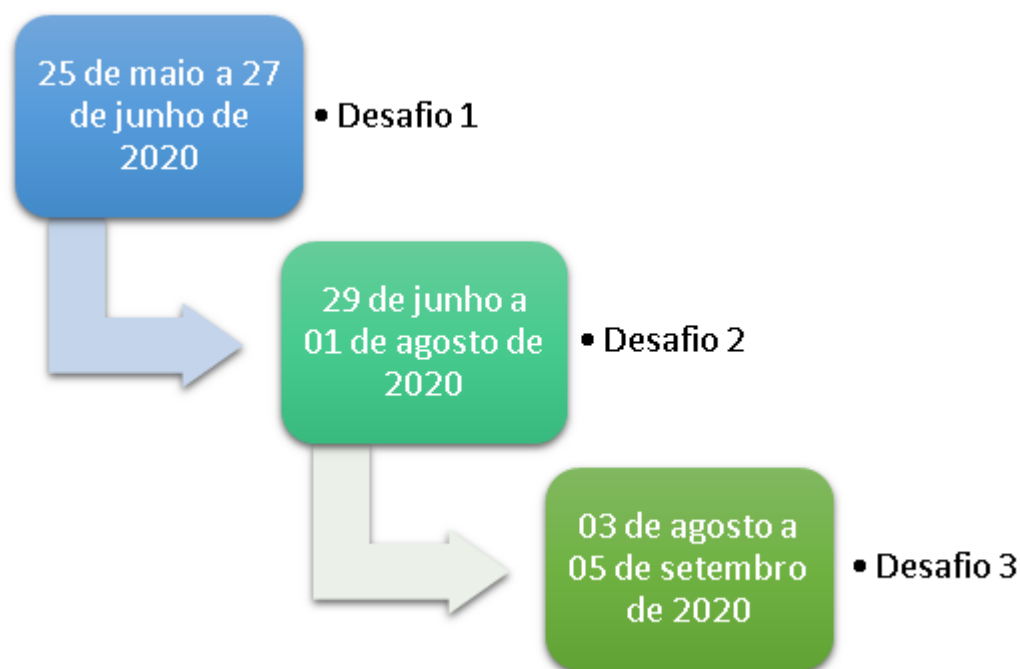 25 de maio a 27
de junho de
2020
• Desafio 1
29 de junho a
01 de agosto de
2020
• Desafio 2
03 de agosto a
05 de setembro
de 2020
• Desafio 3